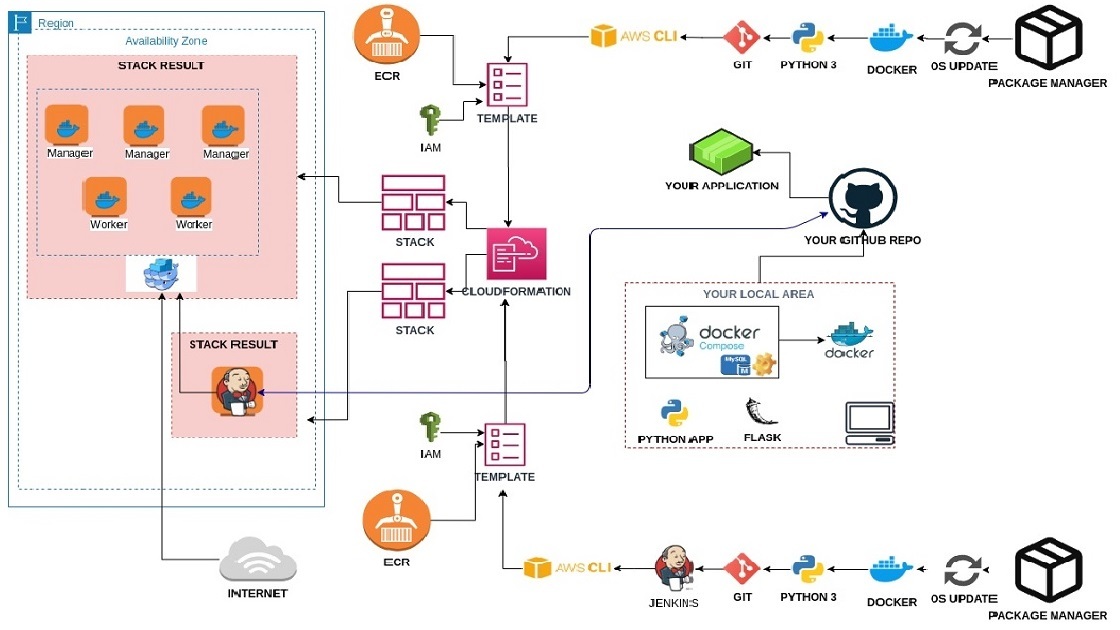 Region
Availability Zone
STACK RESULT
Manager
Manager
Manager
Worker
Worker
STACK RESULT
INTERNET
ECR
IAM
TEMPLATE
STACK
STACK
CLOUDFORMATION
IAM
TEMPLATE
ECR
AWS CLI
GIT
PYTHON 3
DOCKER
OS UPDATE
PACKAGE MANAGER
YOUR APPLICATION
YOUR GITHUB REPO
YOUR LOCAL AREA
docker
Compose
MySQL
docker
PYTHON APP
FLASK
AWS CLI
JENKINS
GIT
PYTHON 3
DOCKER
OS UPDATE
PACKAGE MANAGER